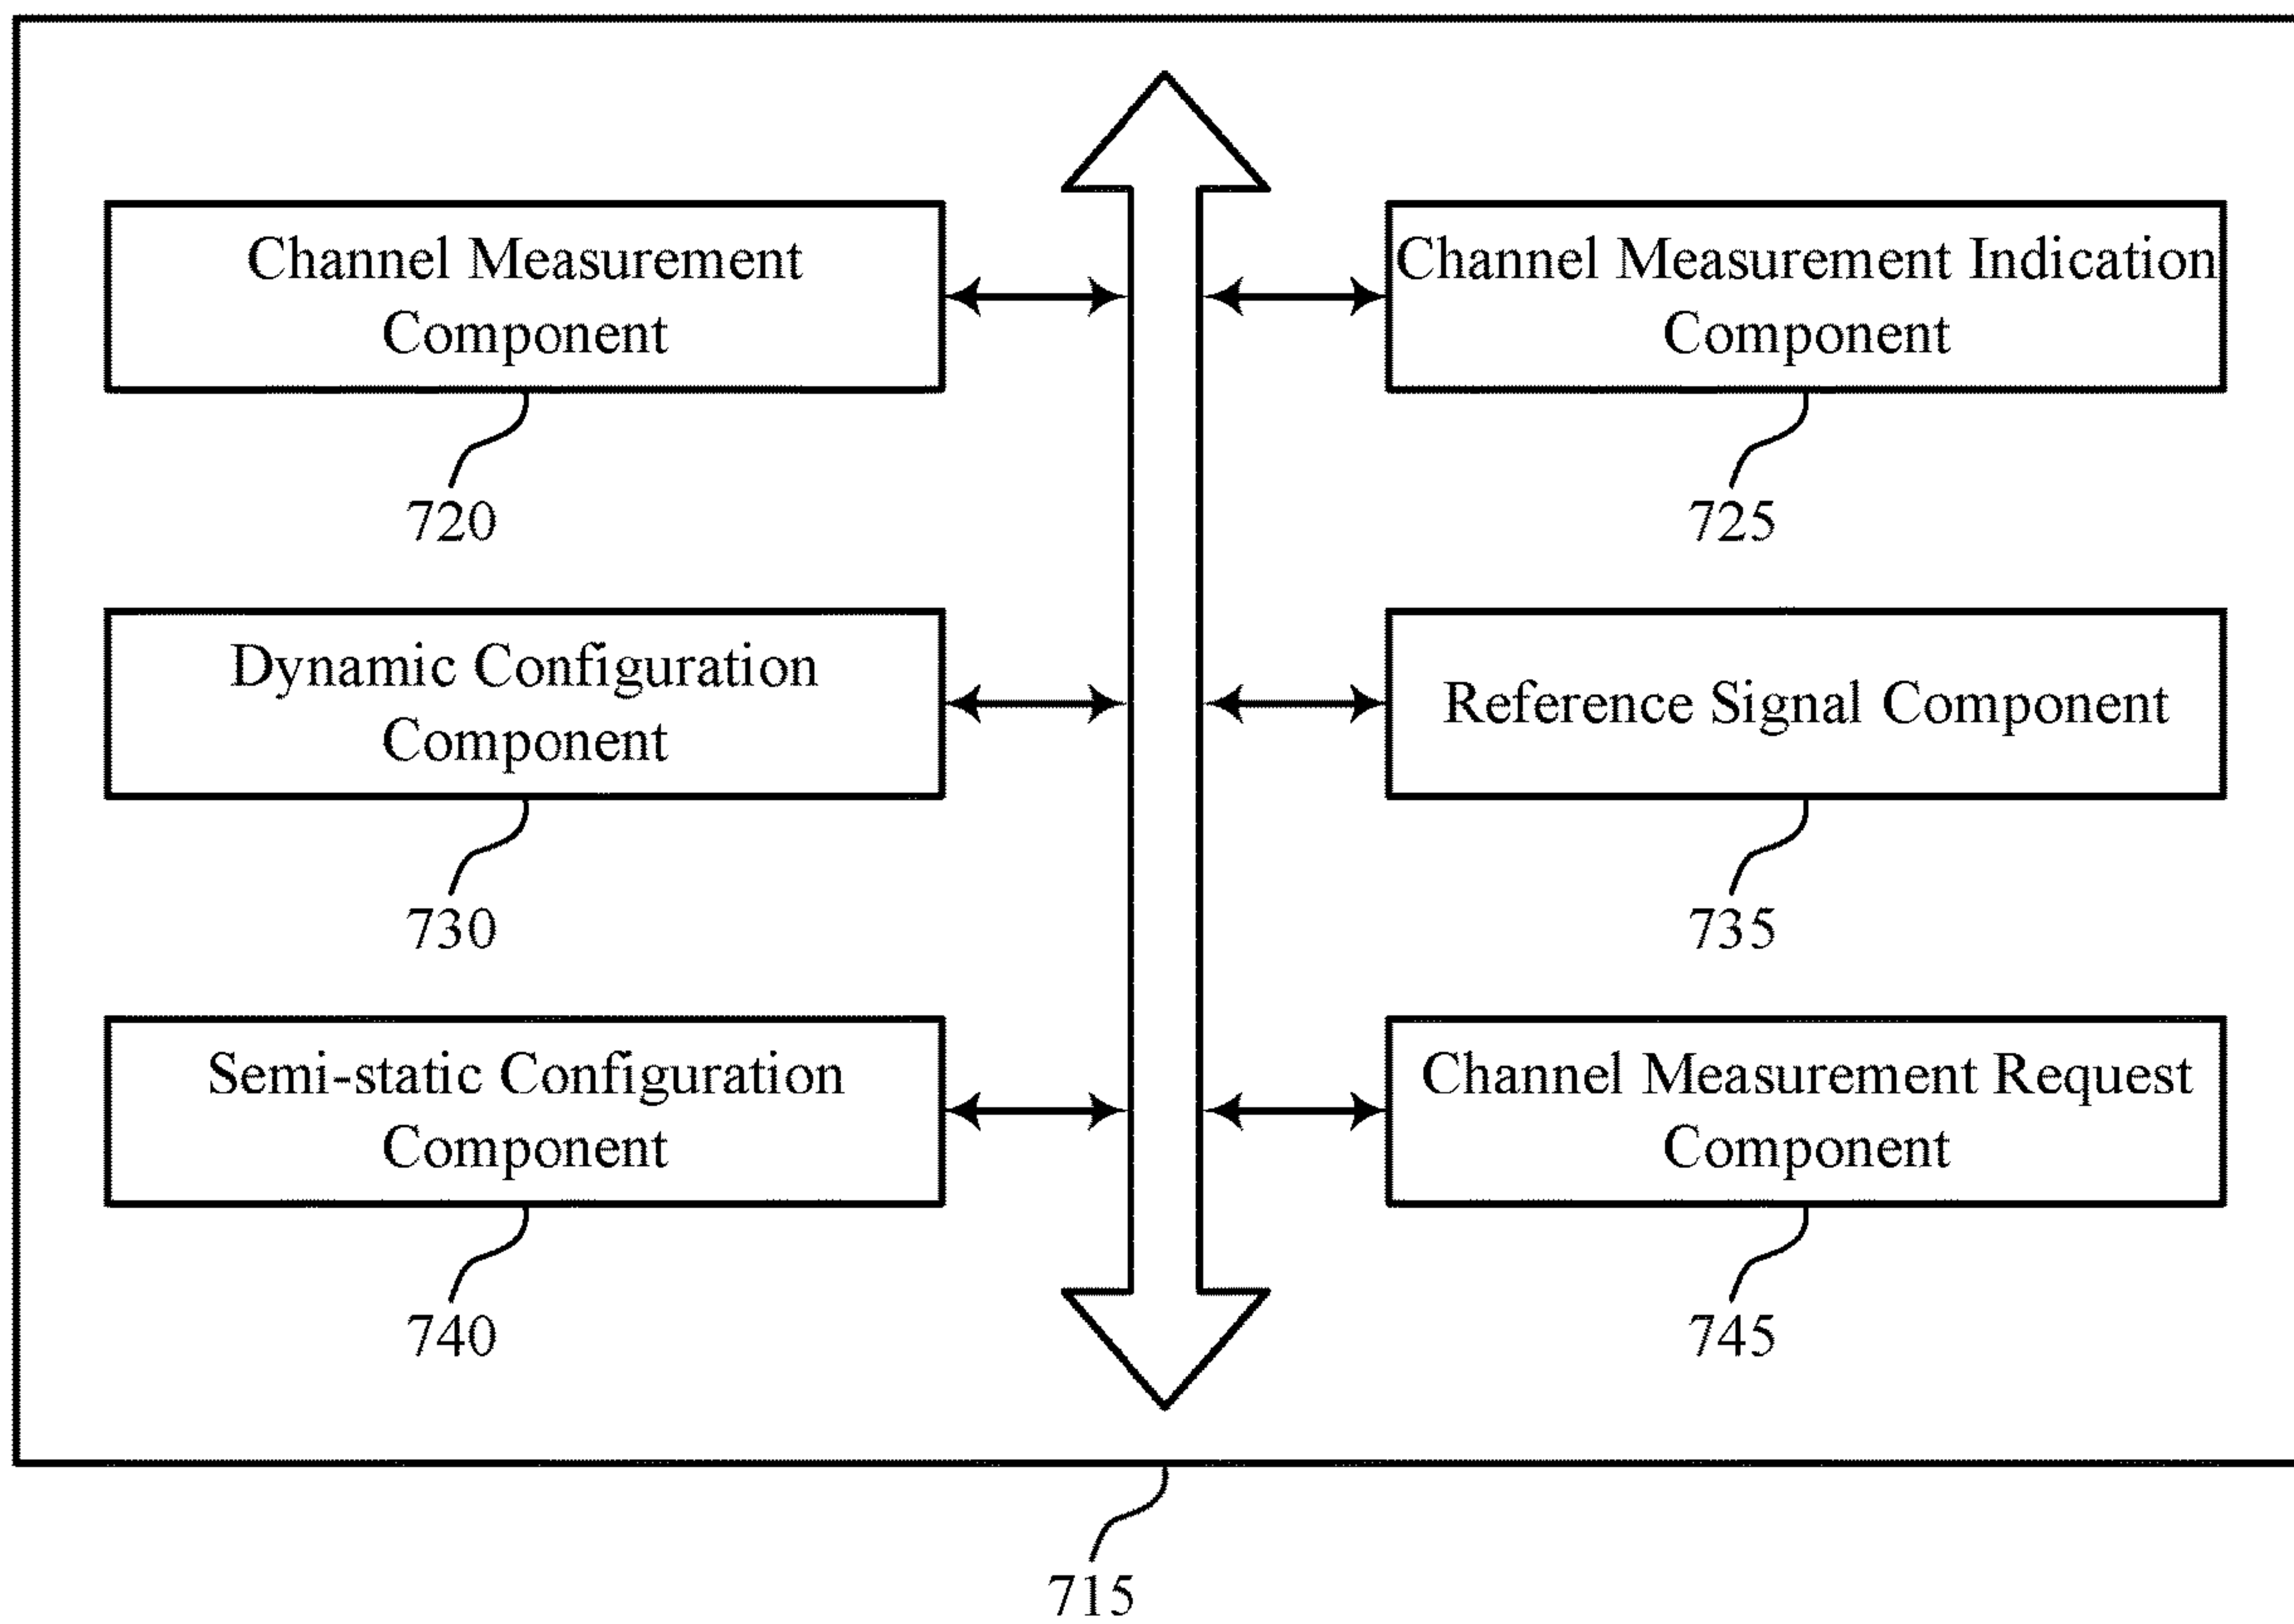 Channel Measurement
Component
720
Channel Measurement Indication
Component
725
Dynamic Configuration
Component
730
Reference Signal Component
735
Semi-static Configuration
Component
740
Channel Measurement Request
Component
745
715